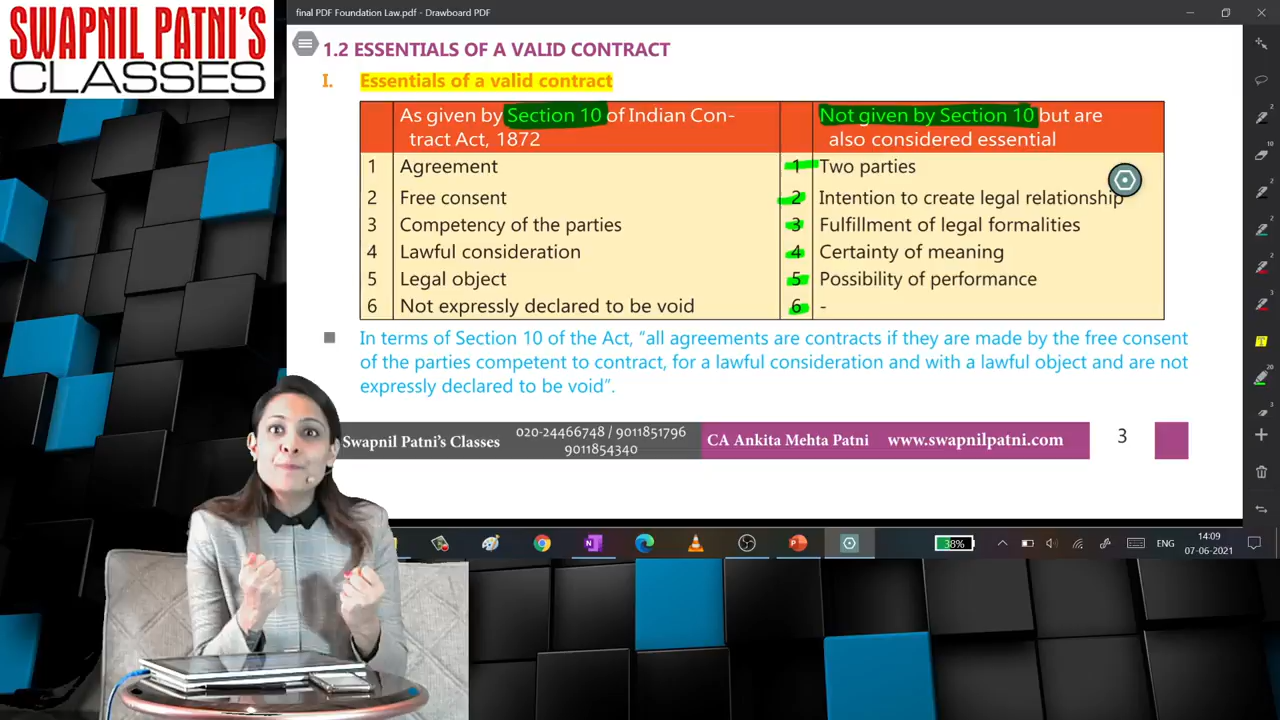 SWAPNIL PATNI'S
CLASSES
final PDF Foundation Law.pdf - Drawboard PDF
1.2 ESSENTIALS OF A VALID CONTRACT
I. Essentials of a valid contract
As given by Section 10 of Indian Con-
tract Act, 1872
Not given by Section 10 but are
also considered essential
1 Agreement 1 Two parties
2 Free consent 2 Intention to create legal relationship
3 Competency of the parties 3 Fulfillment of legal formalities
4 Lawful consideration 4 Certainty of meaning
5 Legal object 5 Possibility of performance
6 Not expressly declared to be void 6 -
In terms of Section 10 of the Act, “all agreements are contracts if they are made by the free consent
of the parties competent to contract, for a lawful consideration and with a lawful object and are not
expressly declared to be void”.
Swapnil Patni's Classes 020-24466748 / 9011851796
9011854340
CA Ankita Mehta Patni www.swapnilpatni.com 3
38% ENG 14:09
07-06-2021